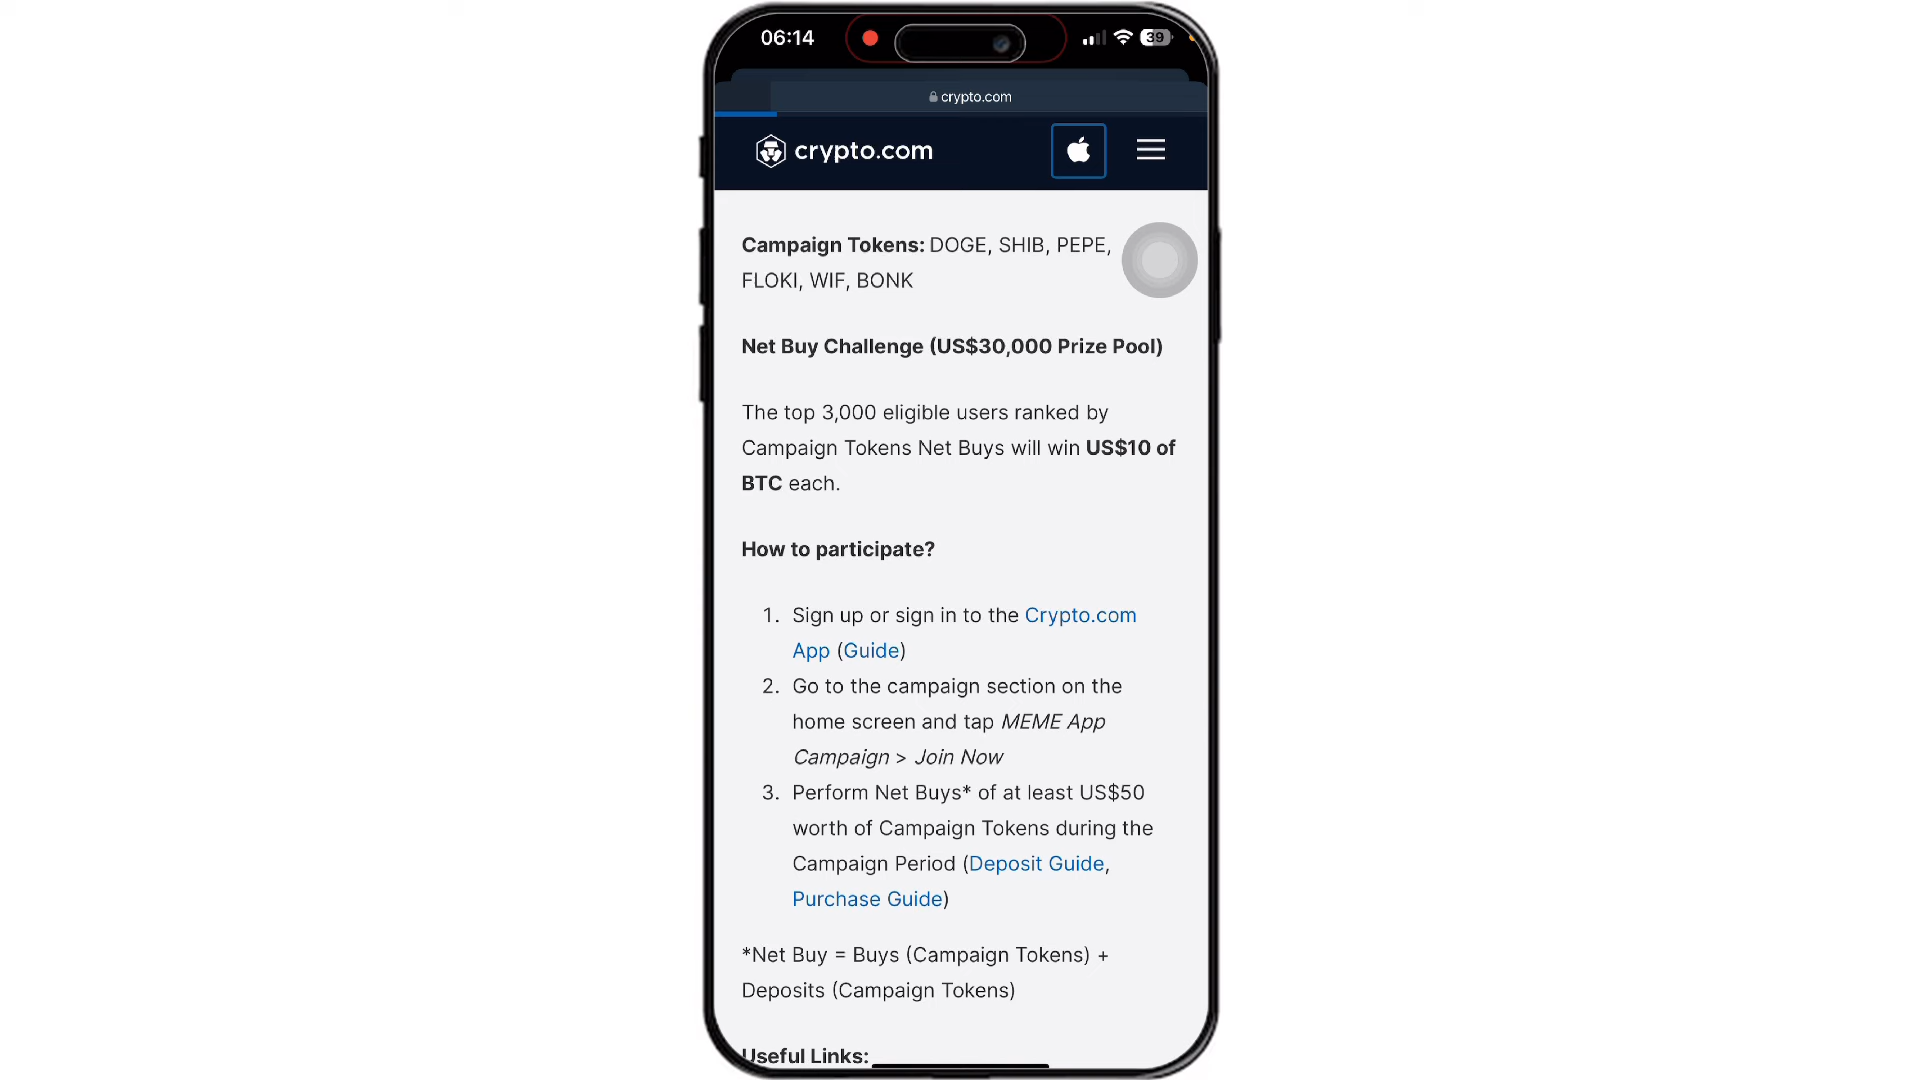 06:14
39
crypto.com
crypto.com
Campaign Tokens: DOGE, SHIB, PEPE,
FLOKI, WIF, BONK
Net Buy Challenge (US$30,000 Prize Pool)
The top 3,000 eligible users ranked by
Campaign Tokens Net Buys will win US$10 of
BTC each.
How to participate?
1. Sign up or sign in to the Crypto.com
App (Guide)
2. Go to the campaign section on the
home screen and tap MEME App
Campaign > Join Now
3. Perform Net Buys* of at least US$50
worth of Campaign Tokens during the
Campaign Period (Deposit Guide,
Purchase Guide)
*Net Buy = Buys (Campaign Tokens) +
Deposits (Campaign Tokens)
Useful Links: